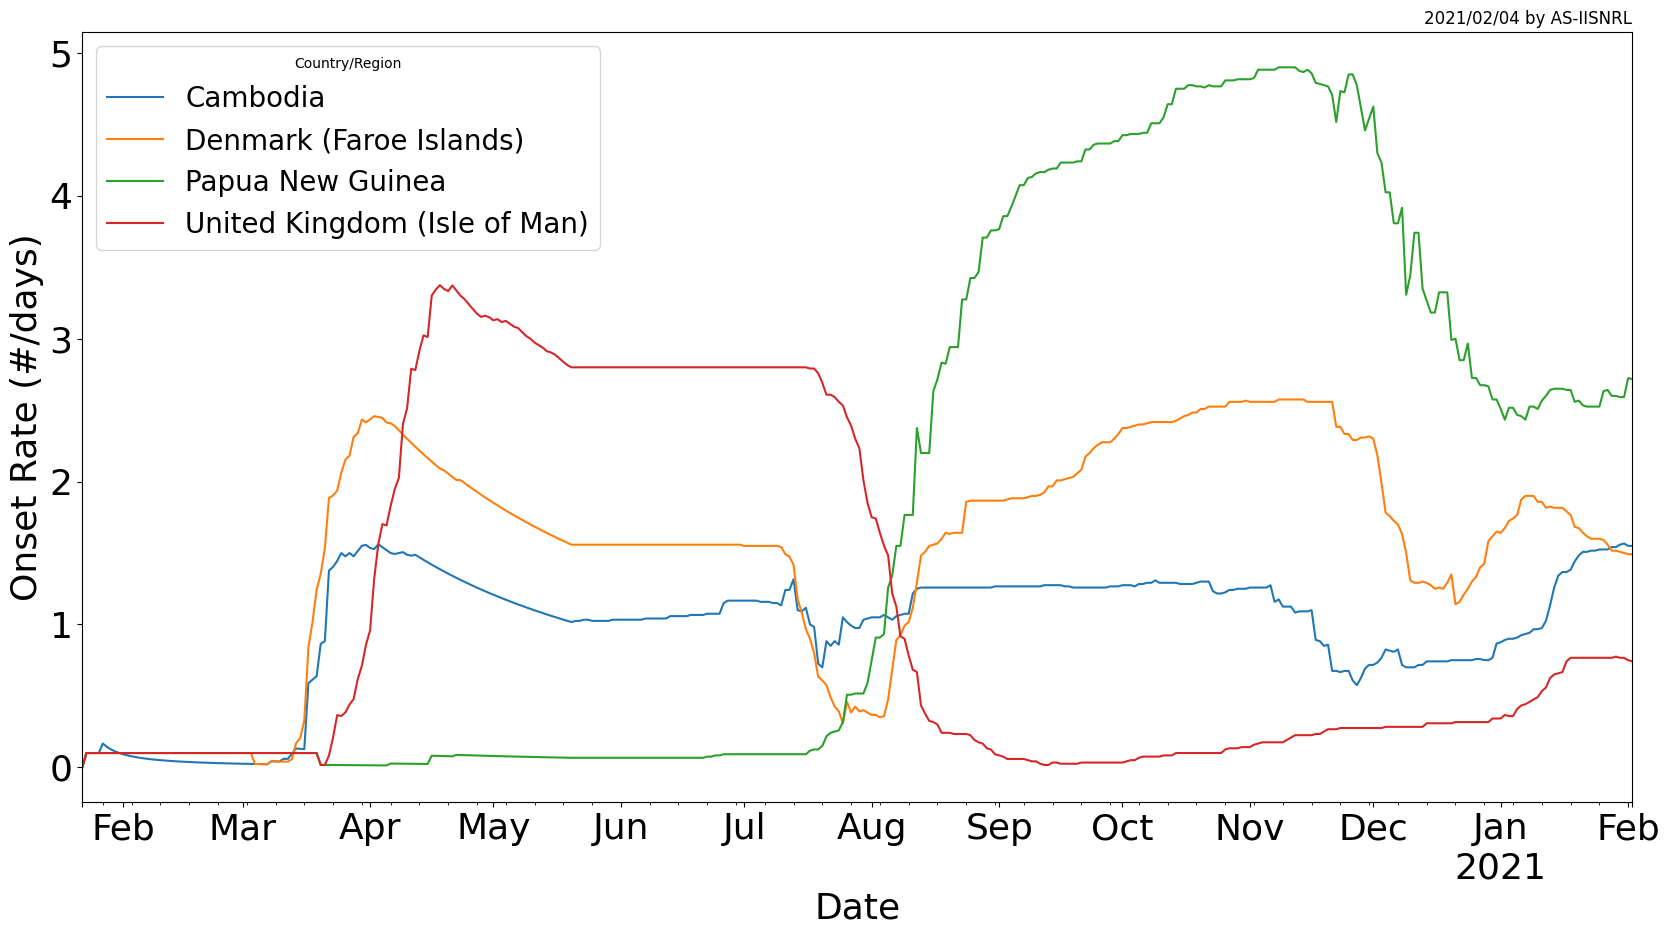 2021/02/04 by AS-IISNRL
Country/Region
Cambodia
Denmark (Faroe Islands)
Papua New Guinea
United Kingdom (Isle of Man)
Onset Rate (#/days)
5
4
3
2
1
0
Feb Mar Apr May Jun Jul Aug Sep Oct Nov Dec Jan Feb
2021
Date